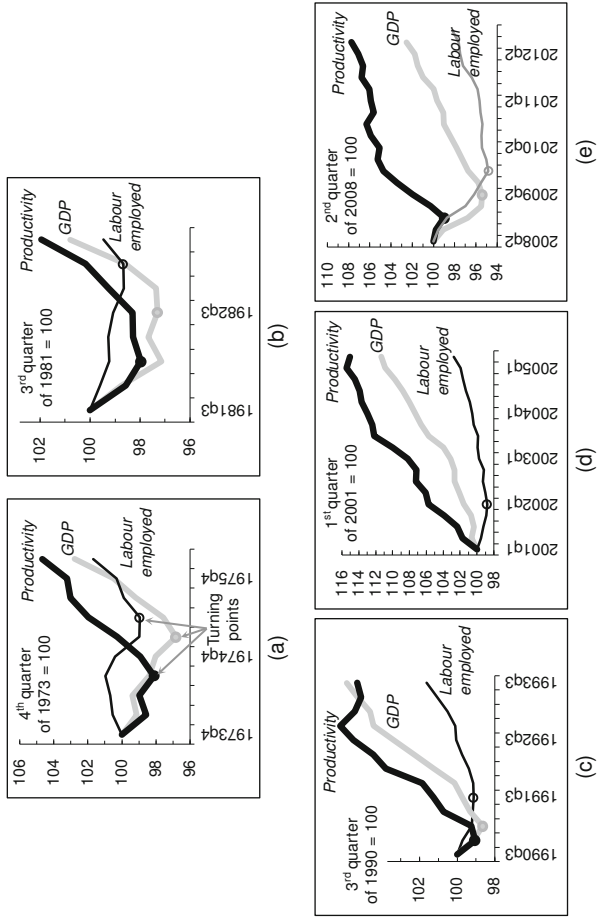 106
104
102
100
98
96
4th quarter
of 1973 = 100
Productivity
GDP
Labour
employed
Turning
points
1973q4
1974q4
1975q4
(a)
102
100
98
96
3rd quarter
of 1981 = 100
Productivity
GDP
Labour
employed
1981q3
1982q3
(b)
104
102
100
98
3rd quarter
of 1990 = 100
Productivity
GDP
Labour
employed
1990q3
1991q3
1992q3
1993q3
(c)
116
114
112
110
108
106
104
102
100
98
1st quarter
of 2001 = 100
Productivity
GDP
Labour
employed
2001q1
2002q1
2003q1
2004q1
2005q1
(d)
110
108
106
104
102
100
98
96
94
2nd quarter
of 2008 = 100
Productivity
GDP
Labour
employed
2008q2
2009q2
2010q2
2011q2
2012q2
(e)